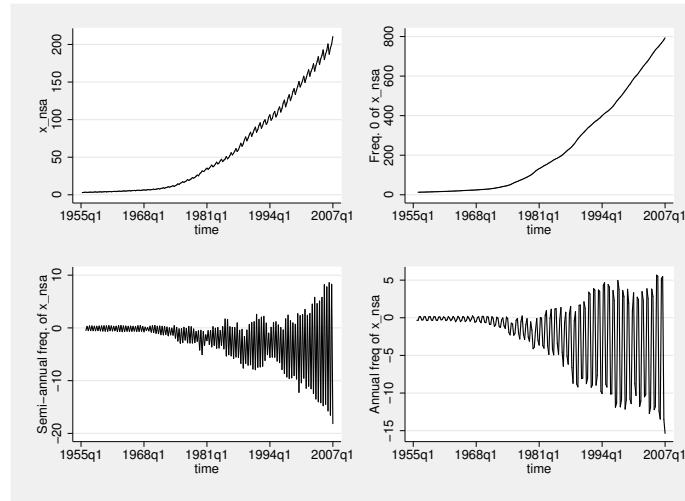 x_nsa
0
50
100
150
200
1955q1 1968q1 1981q1 1994q1 2007q1
time
Freq. 0 of x_nsa
0
200
400
600
800
1955q1 1968q1 1981q1 1994q1 2007q1
time
Semi−annual freq. of x_nsa
−20
−10
0
10
1955q1 1968q1 1981q1 1994q1 2007q1
time
Annual freq of x_nsa
−15
−10
−5
0
5
1955q1 1968q1 1981q1 1994q1 2007q1
time